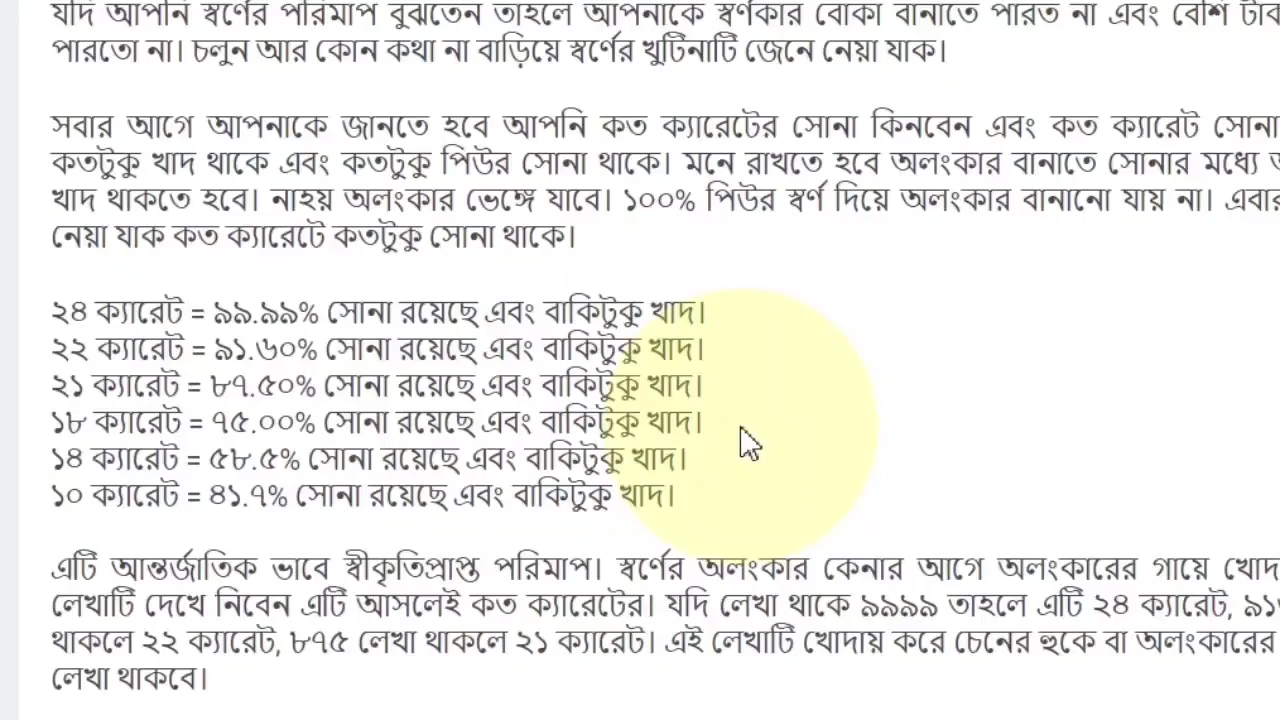 যদি আপনি স্বর্ণের পরিমাপ বুঝতেন তাহলে আপনাকে স্বর্ণকার বোকা বানাতে পারত না এবং বেশি
পারতো না। চলুন আর কোন কথা না বাড়িয়ে স্বর্ণের খুটিনাটি জেনে নেয়া যাক।
সবার আগে আপনাকে জানতে হবে আপনি কত ক্যারেটের সোনা কিনবেন এবং কত ক্যারেট সোনা
কতটুকু খাদ থাকে এবং কতটুকু পিউর সোনা থাকে। মনে রাখতে হবে অলংকার বানাতে সোনার মধ্যে
খাদ থাকতে হবে। নাহয় অলংকার ভেঙ্গে যাবে। ১০০% পিউর স্বর্ণ দিয়ে অলংকার বানানো যায় না। এবার
নেয়া যাক কত ক্যারেটে কতটুকু সোনা থাকে।
২৪ ক্যারেট = ৯৯.৯৯% সোনা রয়েছে এবং বাকিটুকু খাদ।
২২ ক্যারেট = ৯১.৬০% সোনা রয়েছে এবং বাকিটুকু খাদ।
২১ ক্যারেট = ৮৭.৫০% সোনা রয়েছে এবং বাকিটুকু খাদ।
১৮ ক্যারেট = ৭৫.০০% সোনা রয়েছে এবং বাকিটুকু খাদ।
১৪ ক্যারেট = ৫৮.৫% সোনা রয়েছে এবং বাকিটুকু খাদ।
১০ ক্যারেট = ৪১.৭% সোনা রয়েছে এবং বাকিটুকু খাদ।
এটি আন্তর্জাতিক ভাবে স্বীকৃতিপ্রাপ্ত পরিমাপ। স্বর্ণের অলংকার কেনার আগে অলংকারের গায়ে
লেখাটি দেখে নিবেন এটি আসলেই কত ক্যারেটের। যদি লেখা থাকে ৯৯৯৯ তাহলে এটি ২৪ ক্যারেট,
থাকলে ২২ ক্যারেট, ৮৭৫ লেখা থাকলে ২১ ক্যারেট। এই লেখাটি খোদায় করে চেনের হুকে বা অলংকারের
লেখা থাকবে।